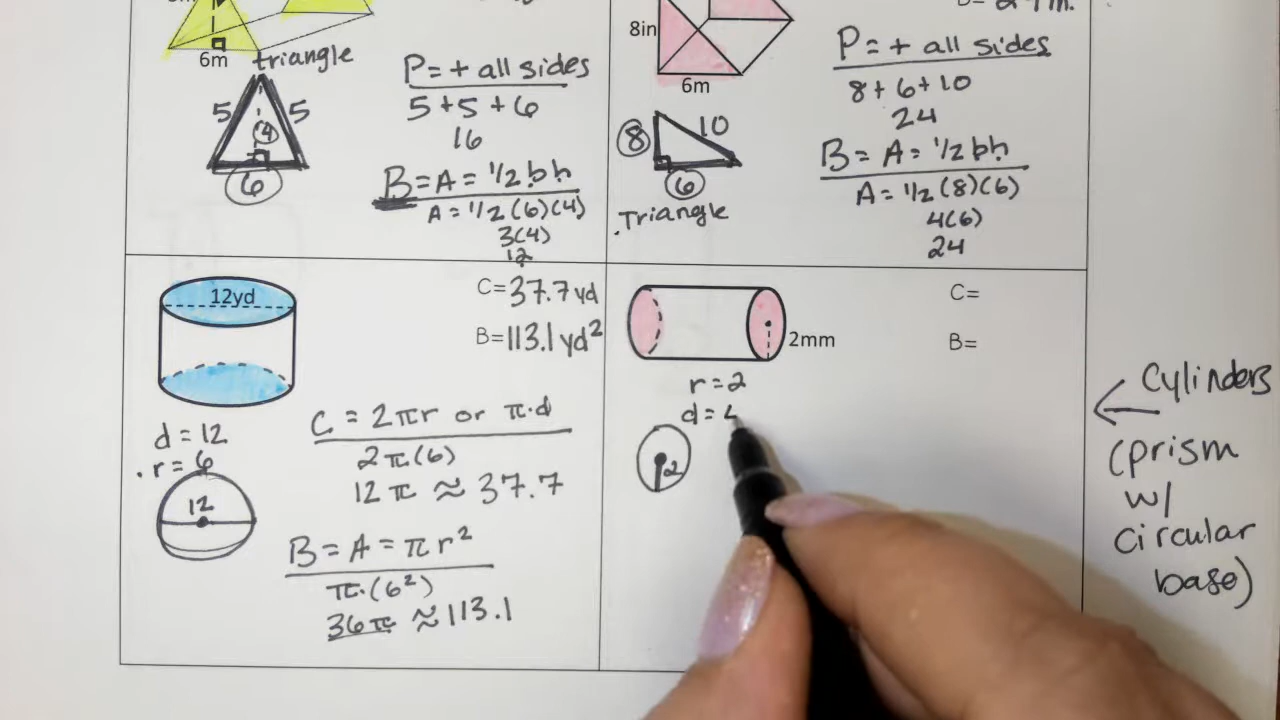 6m
triangle
5
5
4
6
P = + all sides
5 + 5 + 6
16
B = A = 1/2 bh
A = 1/2 (6)(4)
3(4)
12
8in
6m
8
10
6
Triangle
P = + all sides
8 + 6 + 10
24
B = A = 1/2 bh
A = 1/2 (8)(6)
4(6)
24
12yd
C= 37.7 yd
B= 113.1 yd²
d = 12
r = 6
12
C = 2πr or π·d
2π(6)
12π ≈ 37.7
B = A = πr²
π·(6²)
36π ≈ 113.1
2mm
C=
B=
r = 2
d = 4
2
Cylinders
(prism
w/
circular
base)